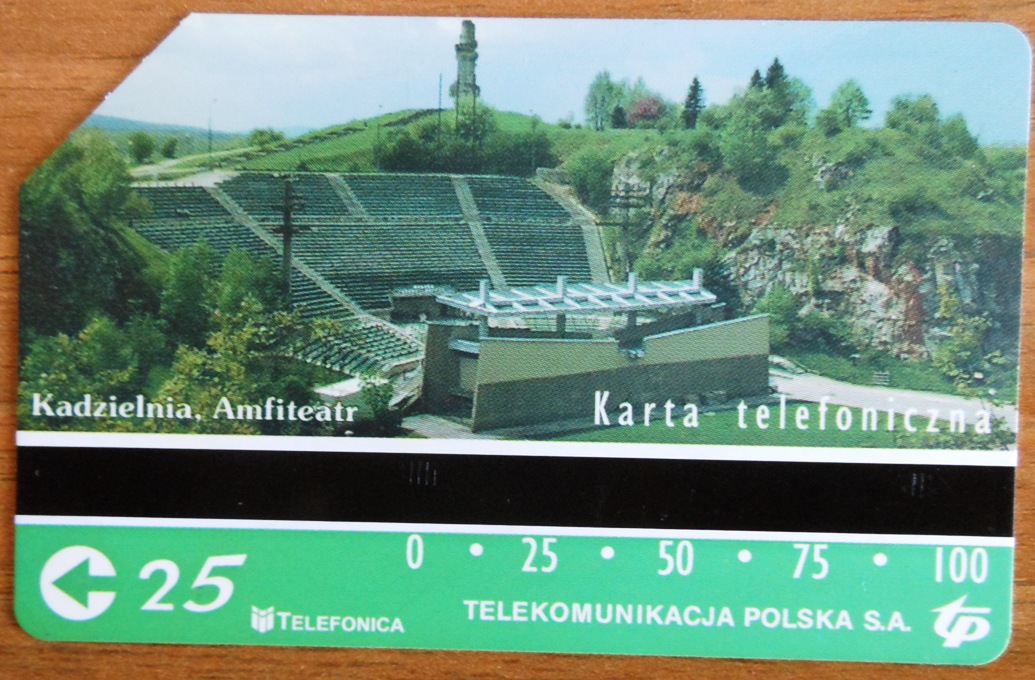 Kadzielnia, Amfiteatr
Karta telefoniczna
0 • 25 • 50 • 75 • 100
25
TELEFONICA
TELEKOMUNIKACJA POLSKA S.A.
tp